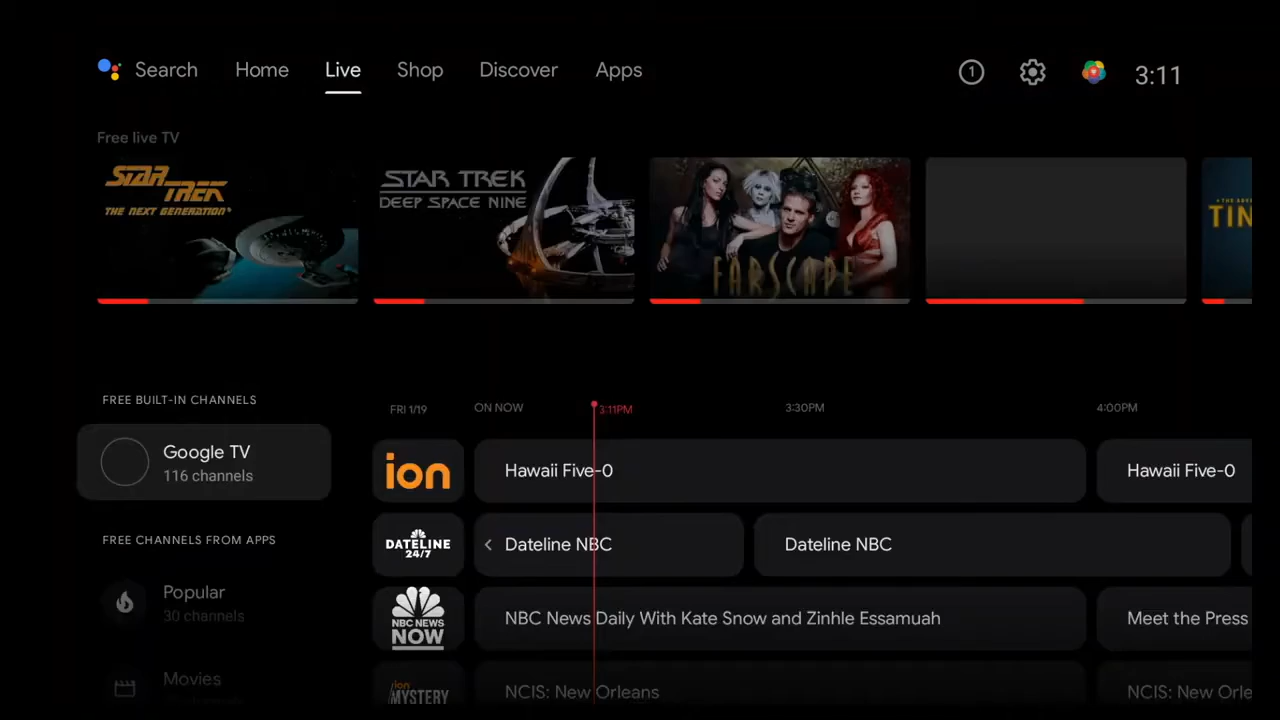 Search Home Live Shop Discover Apps 1 3:11
Free live TV
STAR TREK
THE NEXT GENERATION
STAR TREK
DEEP SPACE NINE
FARSCAPE
TIN
FREE BUILT-IN CHANNELS
FRI 1/19 ON NOW 3:11PM 3:30PM 4:00PM
Google TV
116 channels
ion Hawaii Five-0 Hawaii Five-0
FREE CHANNELS FROM APPS
DATELINE
24/7
Dateline NBC Dateline NBC
Popular
30 channels
NBC NEWS
NOW
NBC News Daily With Kate Snow and Zinhle Essamuah Meet the Press
Movies
ion
MYSTERY
NCIS: New Orleans NCIS: New Orle